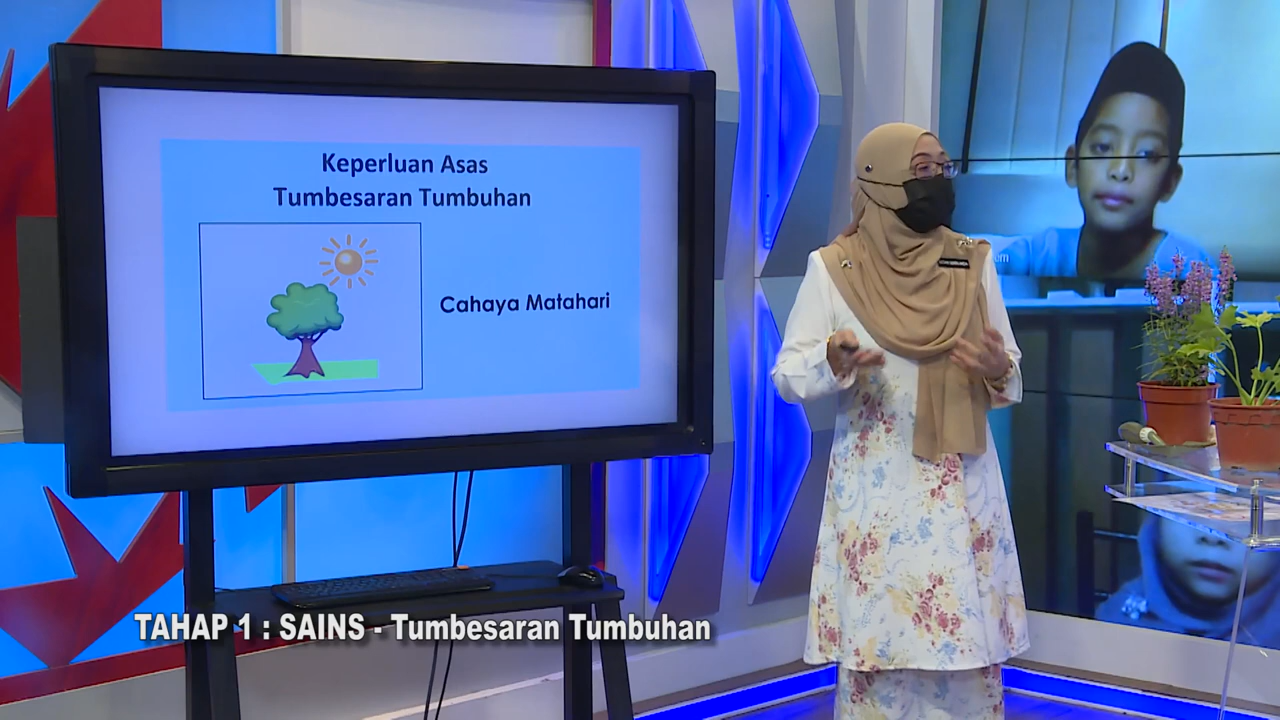 Keperluan Asas
Tumbesaran Tumbuhan
Cahaya Matahari
TAHAP 1 : SAINS - Tumbesaran Tumbuhan